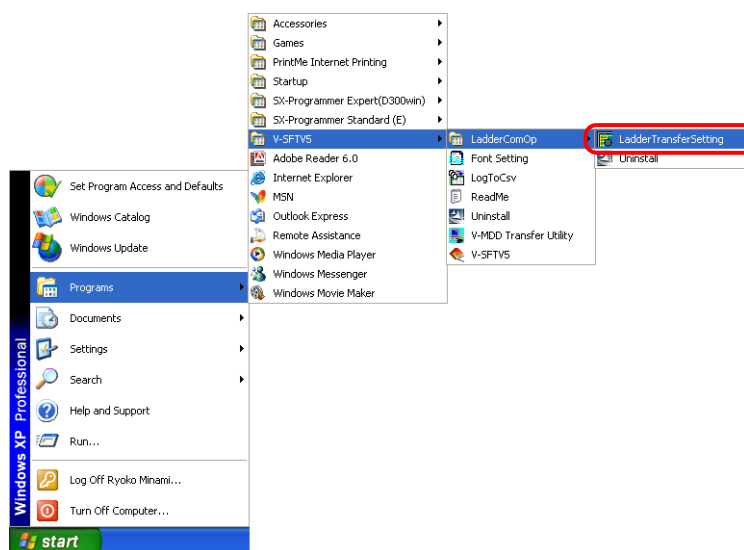 Accessories
Games
PrintMe Internet Printing
Startup
SX-Programmer Expert(D300win)
SX-Programmer Standard (E)
V-SFTV5
Adobe Reader 6.0
Internet Explorer
MSN
Outlook Express
Remote Assistance
Windows Media Player
Windows Messenger
Windows Movie Maker
LadderComOp
Font Setting
LogToCsv
ReadMe
Uninstall
V-MDD Transfer Utility
V-SFTV5
LadderTransferSetting
Uninstall
Set Program Access and Defaults
Windows Catalog
Windows Update
Programs
Documents
Settings
Search
Help and Support
Run...
Log Off Ryoko Minami...
Turn Off Computer...
Windows XP Professional
start